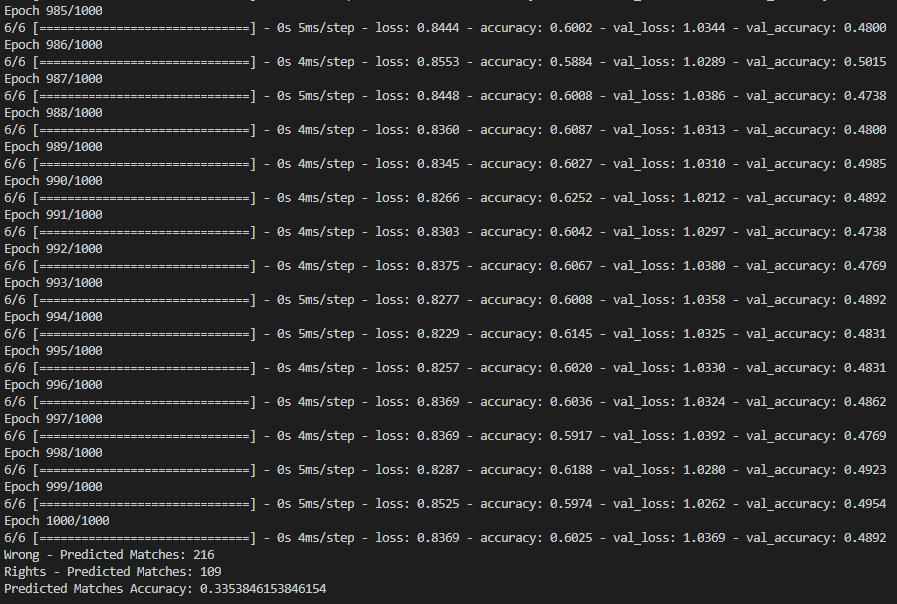 Epoch 985/1000
6/6 [==============================] - 0s 5ms/step - loss: 0.8444 - accuracy: 0.6002 - val_loss: 1.0344 - val_accuracy: 0.4800
Epoch 986/1000
6/6 [==============================] - 0s 4ms/step - loss: 0.8553 - accuracy: 0.5884 - val_loss: 1.0289 - val_accuracy: 0.5015
Epoch 987/1000
6/6 [==============================] - 0s 5ms/step - loss: 0.8448 - accuracy: 0.6008 - val_loss: 1.0386 - val_accuracy: 0.4738
Epoch 988/1000
6/6 [==============================] - 0s 4ms/step - loss: 0.8360 - accuracy: 0.6087 - val_loss: 1.0313 - val_accuracy: 0.4800
Epoch 989/1000
6/6 [==============================] - 0s 4ms/step - loss: 0.8345 - accuracy: 0.6027 - val_loss: 1.0310 - val_accuracy: 0.4985
Epoch 990/1000
6/6 [==============================] - 0s 4ms/step - loss: 0.8266 - accuracy: 0.6252 - val_loss: 1.0212 - val_accuracy: 0.4892
Epoch 991/1000
6/6 [==============================] - 0s 4ms/step - loss: 0.8303 - accuracy: 0.6042 - val_loss: 1.0297 - val_accuracy: 0.4738
Epoch 992/1000
6/6 [==============================] - 0s 4ms/step - loss: 0.8375 - accuracy: 0.6067 - val_loss: 1.0380 - val_accuracy: 0.4769
Epoch 993/1000
6/6 [==============================] - 0s 5ms/step - loss: 0.8277 - accuracy: 0.6008 - val_loss: 1.0358 - val_accuracy: 0.4892
Epoch 994/1000
6/6 [==============================] - 0s 5ms/step - loss: 0.8229 - accuracy: 0.6145 - val_loss: 1.0325 - val_accuracy: 0.4831
Epoch 995/1000
6/6 [==============================] - 0s 4ms/step - loss: 0.8257 - accuracy: 0.6020 - val_loss: 1.0330 - val_accuracy: 0.4831
Epoch 996/1000
6/6 [==============================] - 0s 4ms/step - loss: 0.8369 - accuracy: 0.6036 - val_loss: 1.0324 - val_accuracy: 0.4862
Epoch 997/1000
6/6 [==============================] - 0s 4ms/step - loss: 0.8369 - accuracy: 0.5917 - val_loss: 1.0392 - val_accuracy: 0.4769
Epoch 998/1000
6/6 [==============================] - 0s 5ms/step - loss: 0.8287 - accuracy: 0.6188 - val_loss: 1.0280 - val_accuracy: 0.4923
Epoch 999/1000
6/6 [==============================] - 0s 5ms/step - loss: 0.8525 - accuracy: 0.5974 - val_loss: 1.0262 - val_accuracy: 0.4954
Epoch 1000/1000
6/6 [==============================] - 0s 4ms/step - loss: 0.8369 - accuracy: 0.6025 - val_loss: 1.0369 - val_accuracy: 0.4892
Wrong - Predicted Matches: 216
Rights - Predicted Matches: 109
Predicted Matches Accuracy: 0.3353846153846154